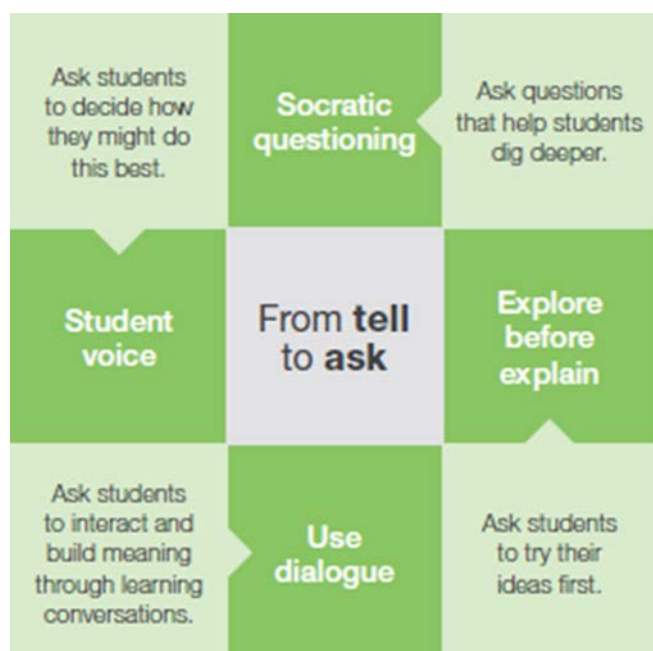 Ask students
to decide how
they might do
this best.
Socratic
questioning
Ask questions
that help students
dig deeper.
Student
voice
From tell
to ask
Explore
before
explain
Ask students
to interact and
build meaning
through learning
conversations.
Use
dialogue
Ask students
to try their
ideas first.